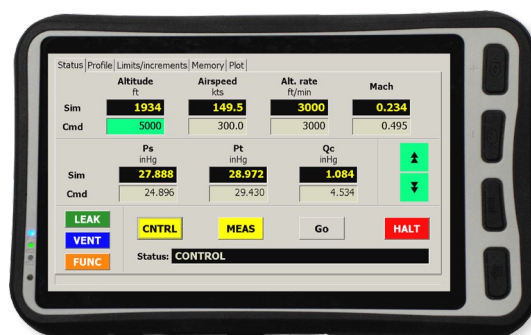 Status Profile Limits/increments Memory Plot
Altitude Airspeed Alt. rate Mach
ft kts ft/min
Sim 1934 149.5 3000 0.234
Cmd 5000 300.0 3000 0.495
Ps Pt Qc
inHg inHg inHg
Sim 27.888 28.972 1.084
Cmd 24.896 29.430 4.534
LEAK
CNTRL MEAS Go HALT
VENT
Status: CONTROL
FUNC